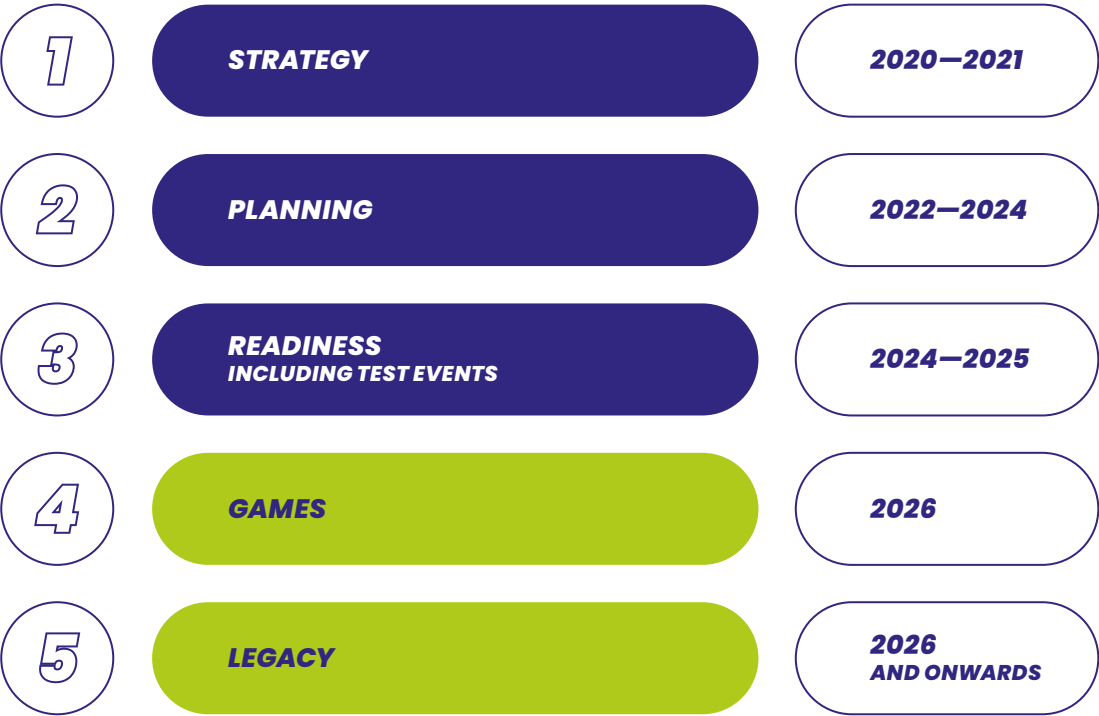 1
STRATEGY
2020—2021
2
PLANNING
2022—2024
3
READINESS
INCLUDING TEST EVENTS
2024—2025
4
GAMES
2026
5
LEGACY
2026
AND ONWARDS